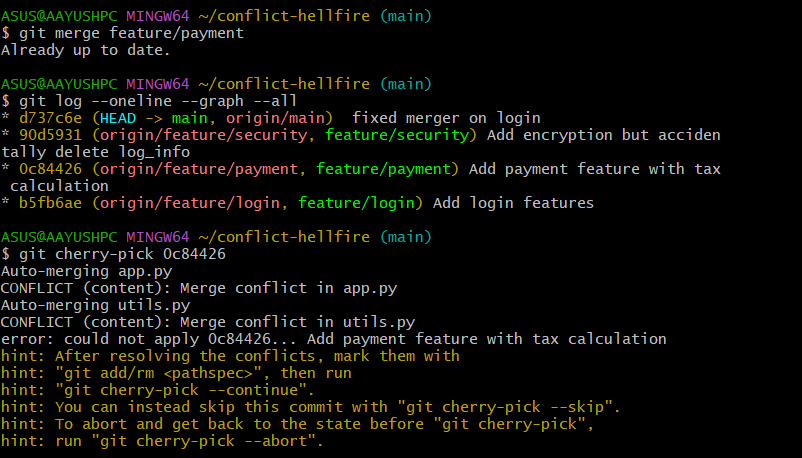 ASUS@AAYUSHPC MINGW64 ~/conflict-hellfire (main)
$ git merge feature/payment
Already up to date.
ASUS@AAYUSHPC MINGW64 ~/conflict-hellfire (main)
$ git log --oneline --graph --all
* d737c6e (HEAD -> main, origin/main)  fixed merger on login
* 90d5931 (origin/feature/security, feature/security) Add encryption but acciden
tally delete log_info
* 0c84426 (origin/feature/payment, feature/payment) Add payment feature with tax
 calculation
* b5fb6ae (origin/feature/login, feature/login) Add login features
ASUS@AAYUSHPC MINGW64 ~/conflict-hellfire (main)
$ git cherry-pick 0c84426
Auto-merging app.py
CONFLICT (content): Merge conflict in app.py
Auto-merging utils.py
CONFLICT (content): Merge conflict in utils.py
error: could not apply 0c84426... Add payment feature with tax calculation
hint: After resolving the conflicts, mark them with
hint: "git add/rm <pathspec>", then run
hint: "git cherry-pick --continue".
hint: You can instead skip this commit with "git cherry-pick --skip".
hint: To abort and get back to the state before "git cherry-pick",
hint: run "git cherry-pick --abort".